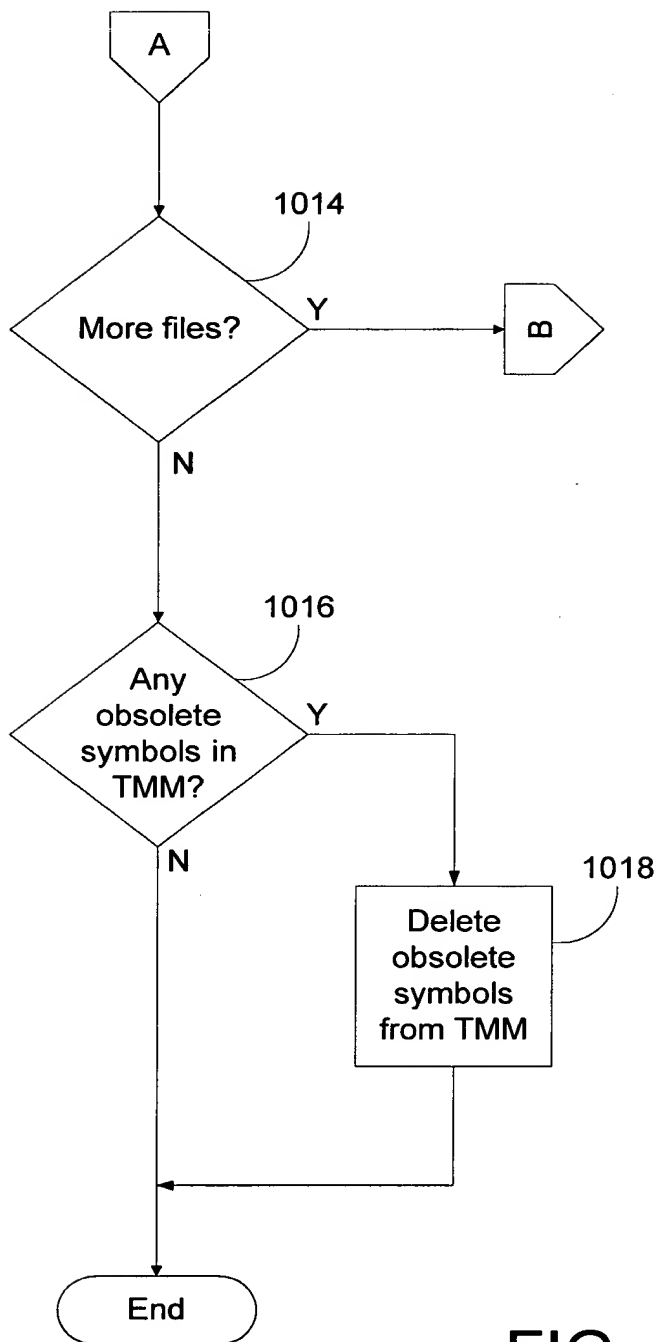 A
1014
More files?
Y
B
N
1016
Any
obsolete
symbols in
TMM?
Y
N
1018
Delete
obsolete
symbols
from TMM
End
FIG